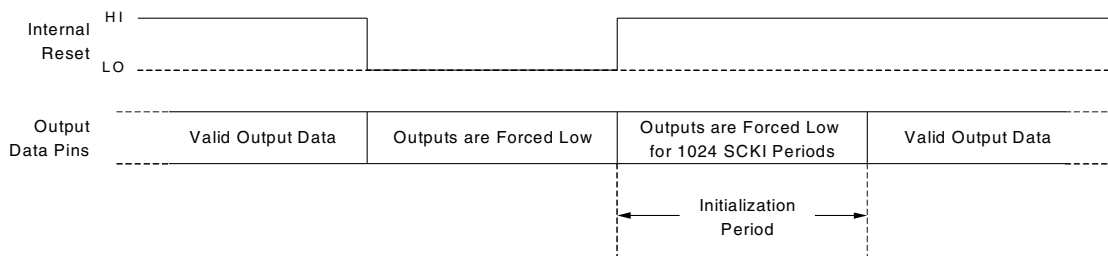 HI
Internal
Reset
LO
Output
Data Pins
Valid Output Data
Outputs are Forced Low
Outputs are Forced Low
for 1024 SCKI Periods
Valid Output Data
Initialization
Period